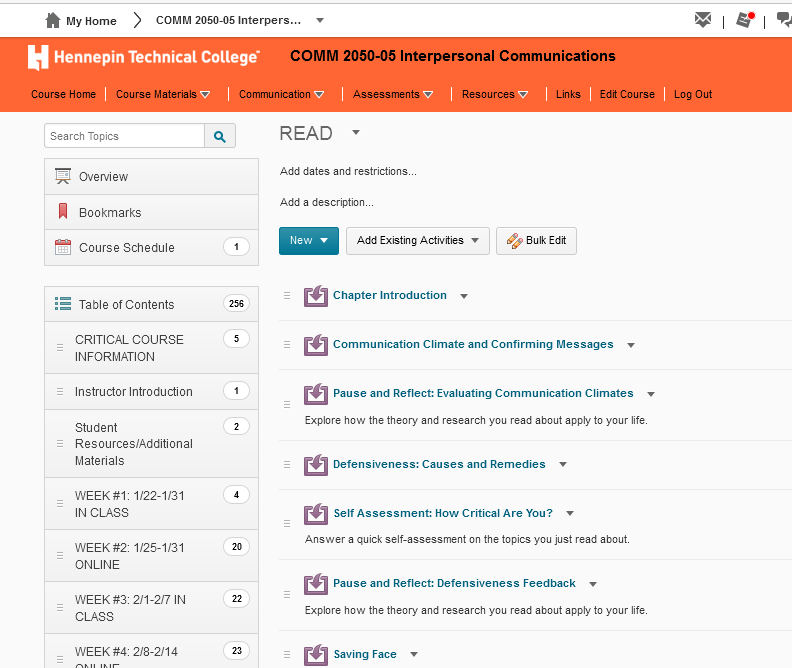 My Home
COMM 2050-05 Interpers...
Hennepin Technical College
COMM 2050-05 Interpersonal Communications
Course Home
Course Materials
Communication
Assessments
Resources
Links
Edit Course
Log Out
Search Topics
Overview
Bookmarks
Course Schedule
1
Table of Contents
256
CRITICAL COURSE
INFORMATION
5
Instructor Introduction
1
Student
Resources/Additional
Materials
2
WEEK #1: 1/22-1/31
IN CLASS
4
WEEK #2: 1/25-1/31
ONLINE
20
WEEK #3: 2/1-2/7 IN
CLASS
22
WEEK #4: 2/8-2/14
ONLINE
23
READ
Add dates and restrictions...
Add a description...
New
Add Existing Activities
Bulk Edit
Chapter Introduction
Communication Climate and Confirming Messages
Pause and Reflect: Evaluating Communication Climates
Explore how the theory and research you read about apply to your life.
Defensiveness: Causes and Remedies
Self Assessment: How Critical Are You?
Answer a quick self-assessment on the topics you just read about.
Pause and Reflect: Defensiveness Feedback
Explore how the theory and research you read about apply to your life.
Saving Face